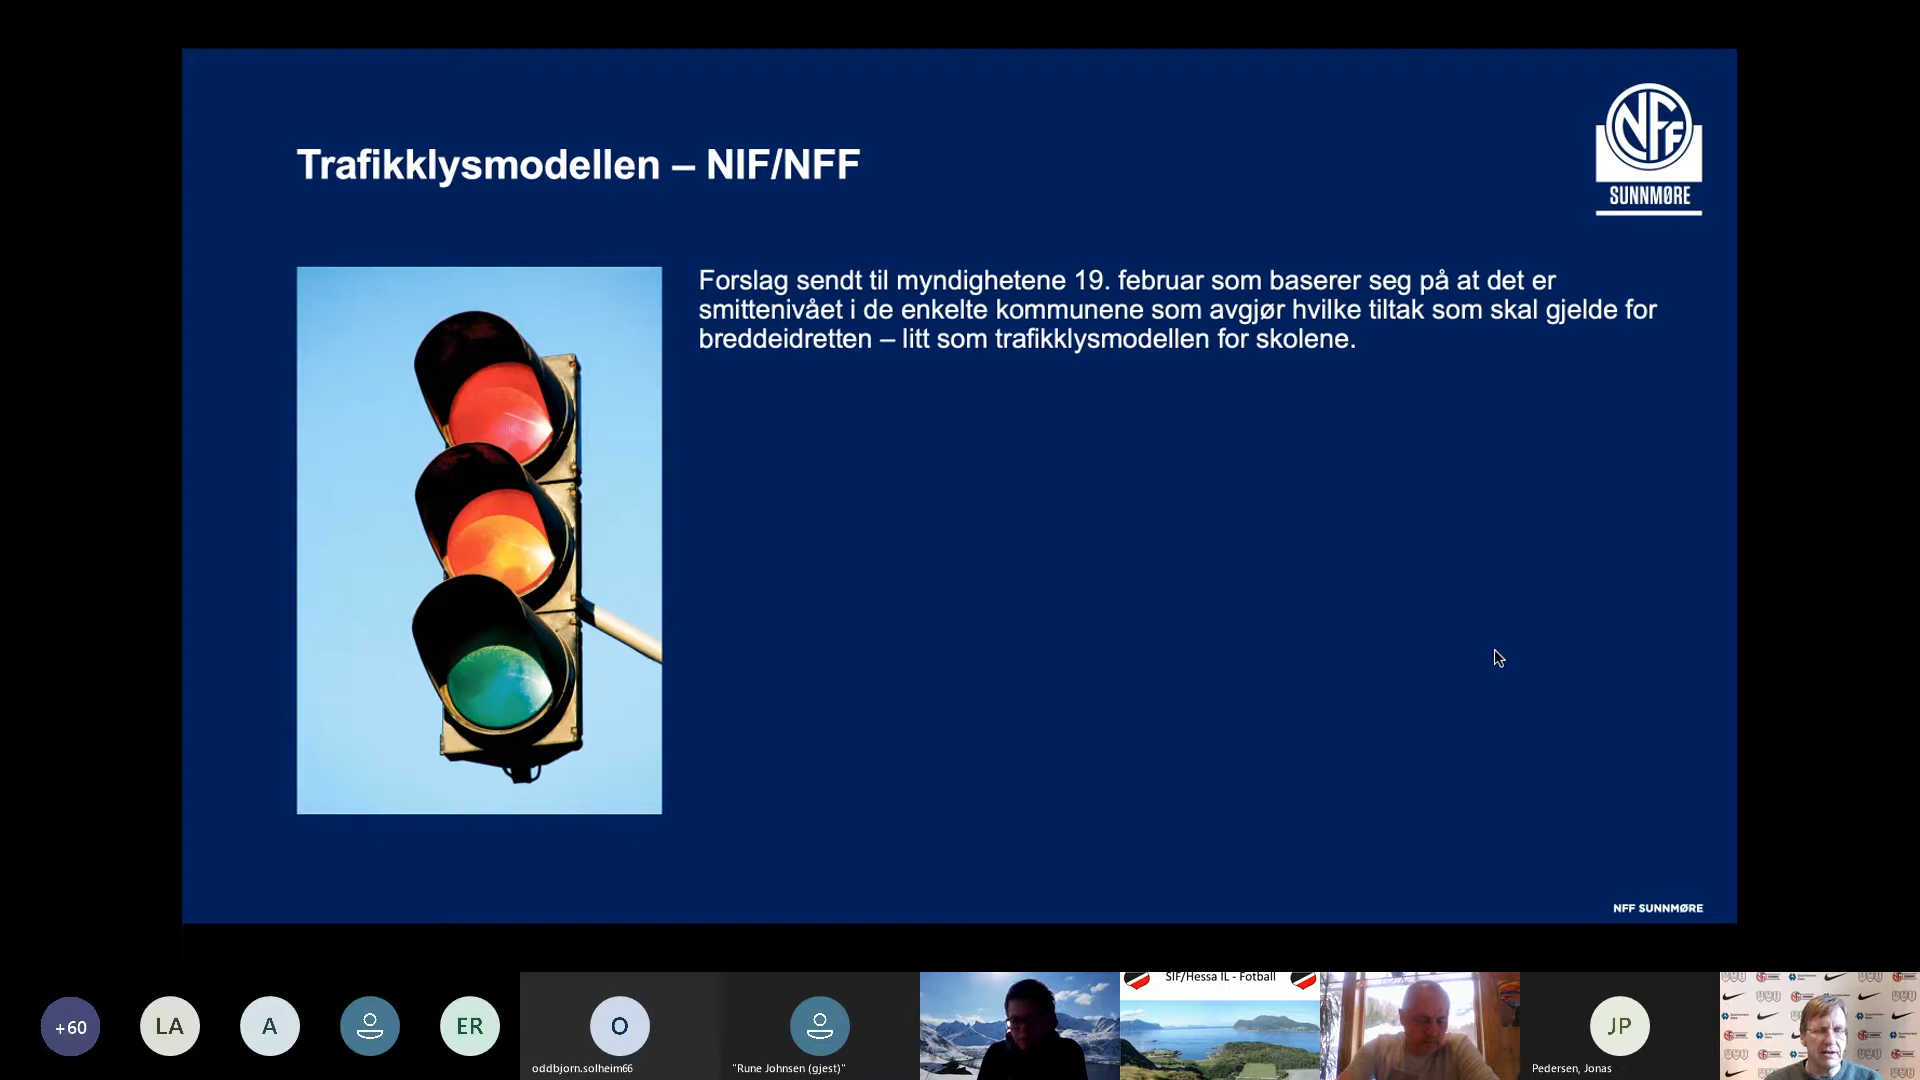 Trafikklysmodellen – NIF/NFF
NFF
SUNNMØRE
Forslag sendt til myndighetene 19. februar som baserer seg på at det er
smittenivået i de enkelte kommunene som avgjør hvilke tiltak som skal gjelde for
breddeidretten – litt som trafikklysmodellen for skolene.
NFF SUNNMØRE
+60
LA
A
ER
O
oddbjorn.solheim66
"Rune Johnsen (gjest)"
SIF/Hessa IL - Fotball
JP
Pedersen, Jonas